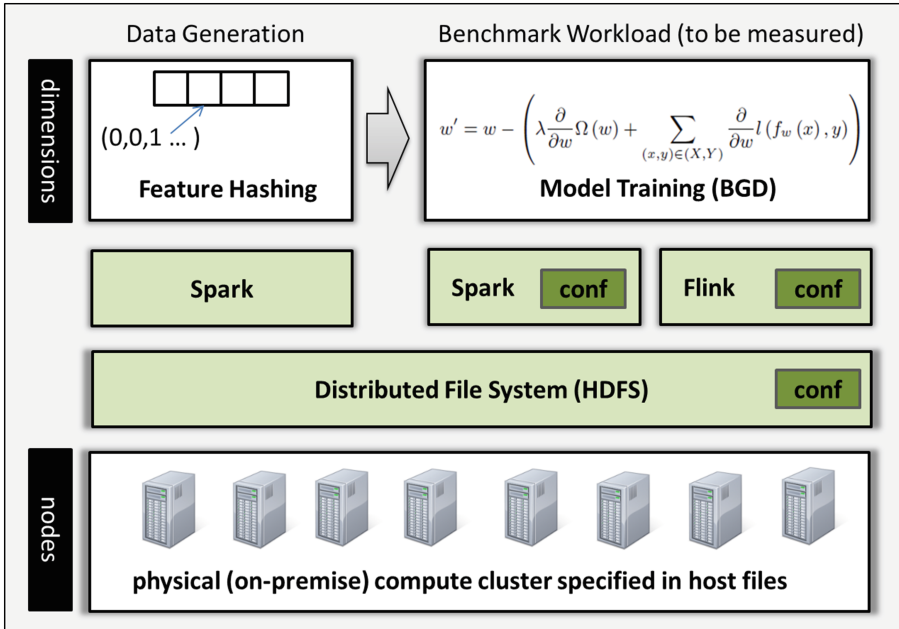 Data Generation
Benchmark Workload (to be measured)
dimensions
(0,0,1 ... )
Feature Hashing
w′ = w − ( λ ∂/∂w Ω (w) + ∑_{(x,y)∈(X,Y)} ∂/∂w l (f_w (x) , y) )
Model Training (BGD)
Spark
Spark conf
Flink conf
Distributed File System (HDFS) conf
nodes
physical (on-premise) compute cluster specified in host files